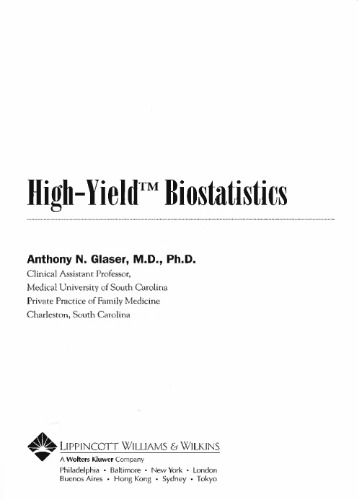 High-Yield™ Biostatistics
Anthony N. Glaser, M.D., Ph.D.
Clinical Assistant Professor,
Medical University of South Carolina
Private Practice of Family Medicine
Charleston, South Carolina
LIPPINCOTT WILLIAMS & WILKINS
A Wolters Kluwer Company
Philadelphia • Baltimore • New York • London
Buenos Aires • Hong Kong • Sydney • Tokyo